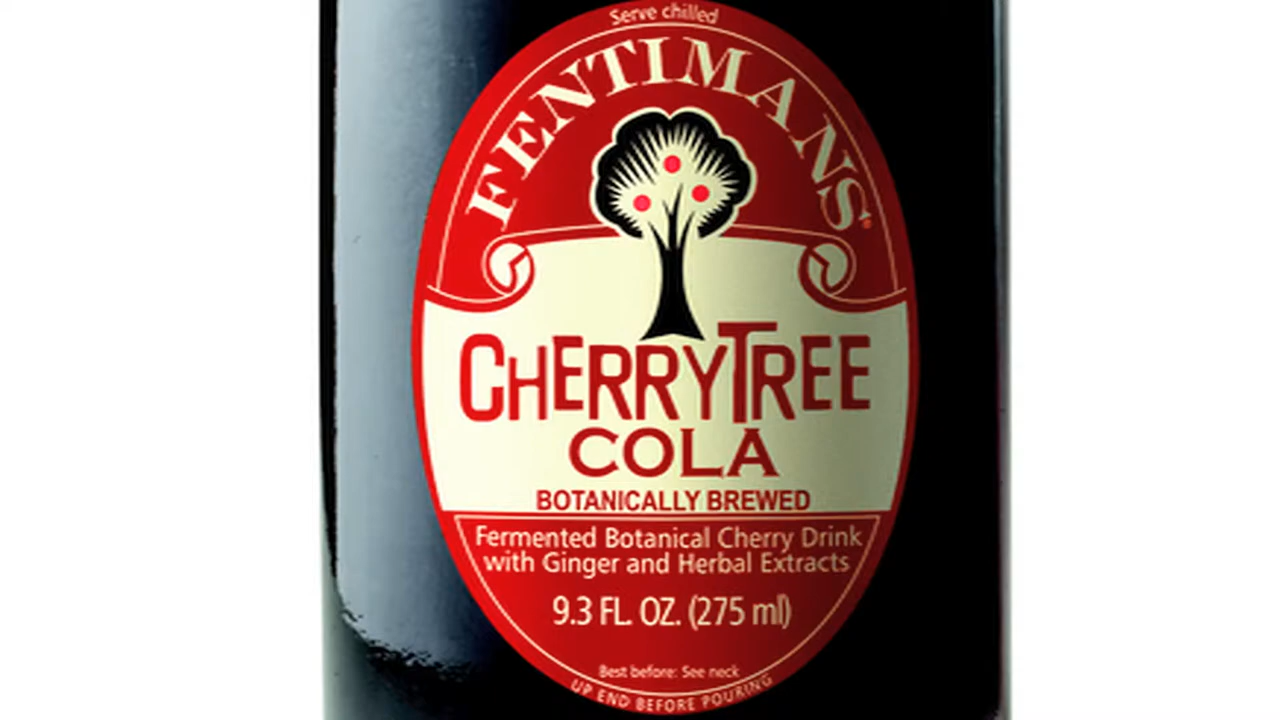 Serve chilled
FENTIMANS
CHERRYTREE
COLA
BOTANICALLY BREWED
Fermented Botanical Cherry Drink
with Ginger and Herbal Extracts
9.3 FL. OZ. (275 ml)
Best before: See neck
UP END BEFORE POURING